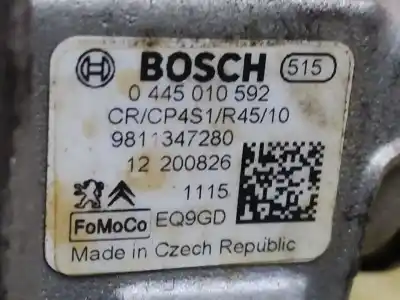 BOSCH 515
0 445 010 592
CR/CP4S1/R45/10
9811347280
12 200826
1115
FoMoCo EQ9GD
Made in Czech Republic